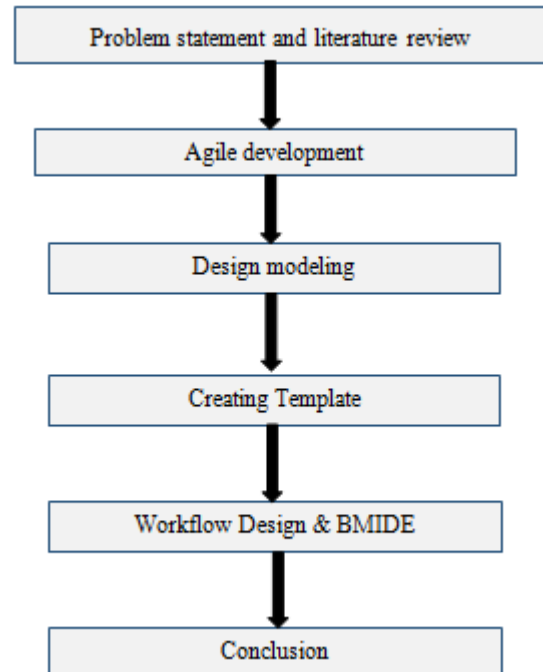 Problem statement and literature review
Agile development
Design modeling
Creating Template
Workflow Design & BMIDE
Conclusion